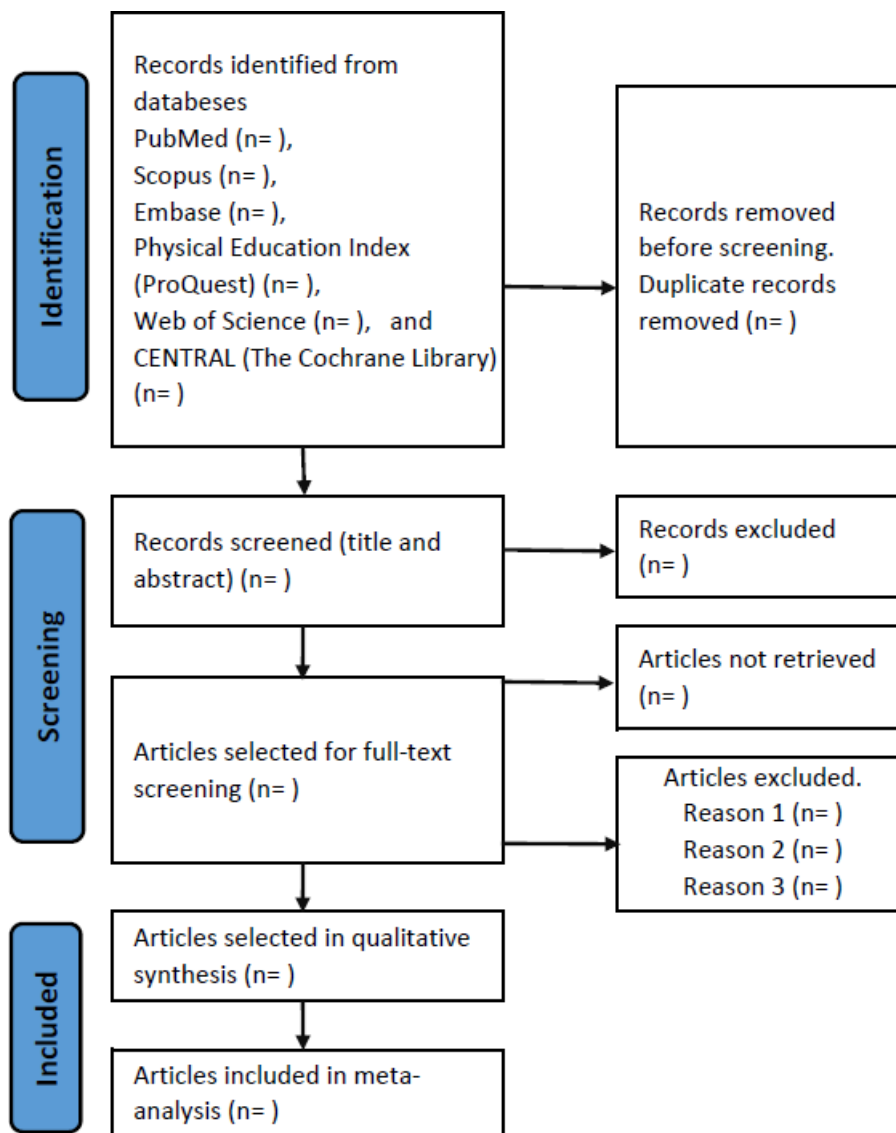 Identification
Records identified from
databeses
PubMed (n= ),
Scopus (n= ),
Embase (n= ),
Physical Education Index
(ProQuest) (n= ),
Web of Science (n= ), and
CENTRAL (The Cochrane Library)
(n= )
Records removed
before screening.
Duplicate records
removed (n= )
Screening
Records screened (title and
abstract) (n= )
Records excluded
(n= )
Articles not retrieved
(n= )
Articles selected for full-text
screening (n= )
Articles excluded.
Reason 1 (n= )
Reason 2 (n= )
Reason 3 (n= )
Included
Articles selected in qualitative
synthesis (n= )
Articles included in meta-
analysis (n= )